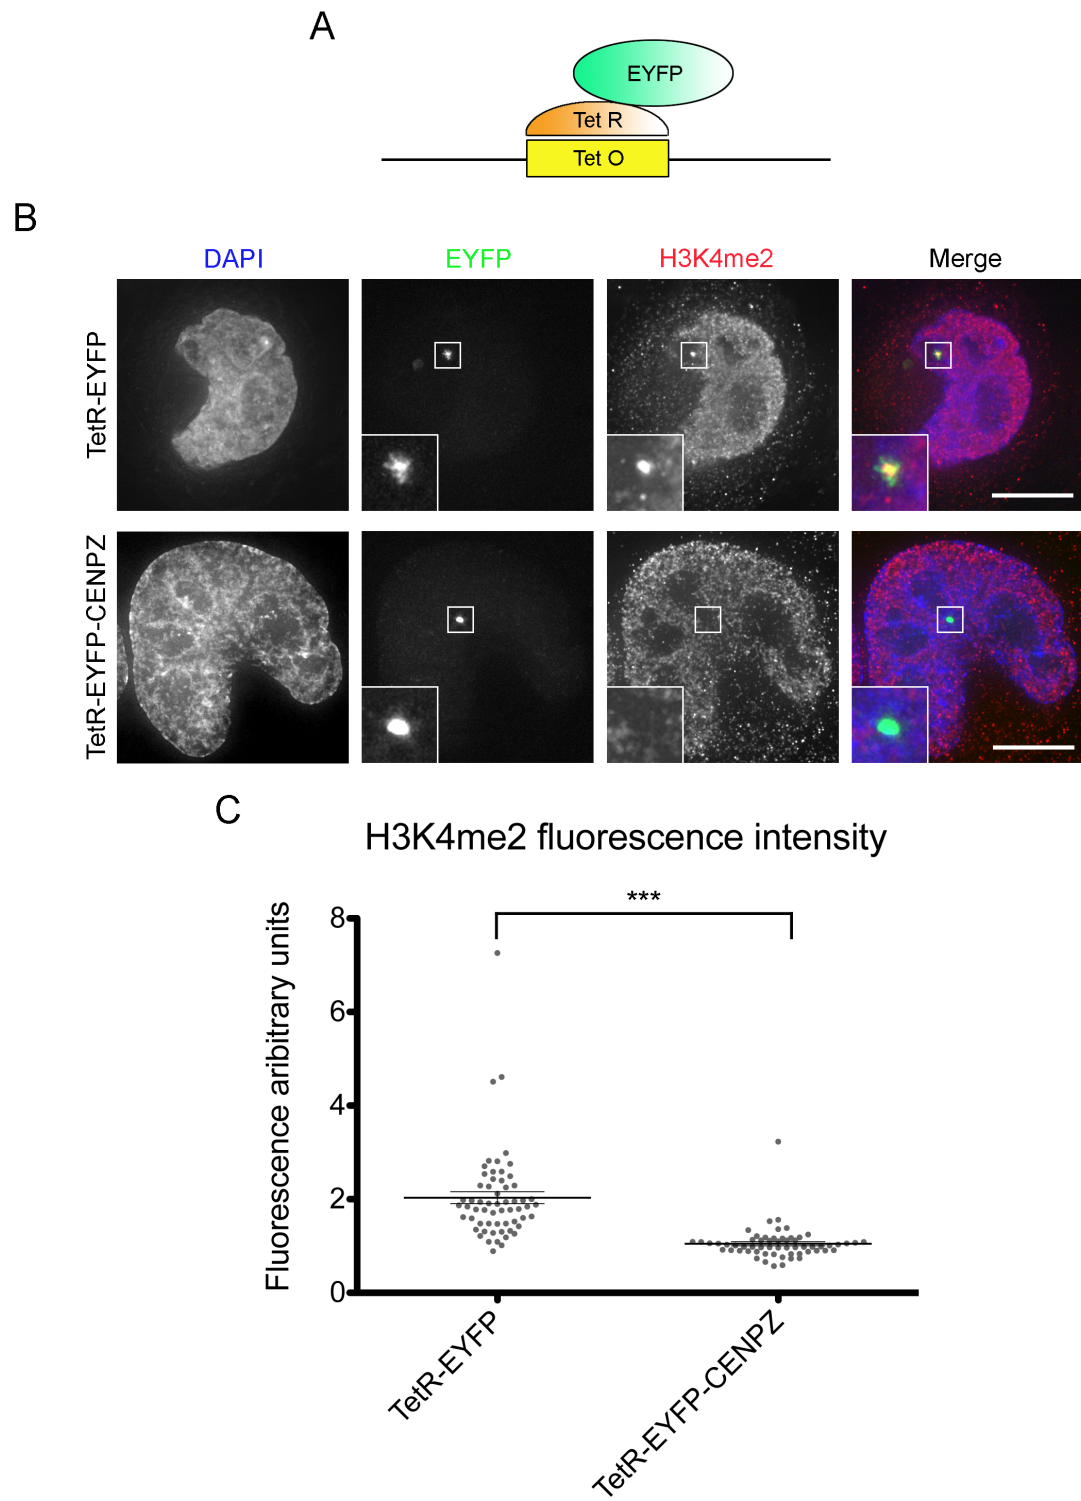 A
EYFP
Tet R
Tet O
B
DAPI
EYFP
H3K4me2
Merge
TetR-EYFP
TetR-EYFP-CENPZ
C
H3K4me2 fluorescence intensity
***
Fluorescence aribitrary units
8
6
4
2
0
TetR-EYFP
TetR-EYFP-CENPZ